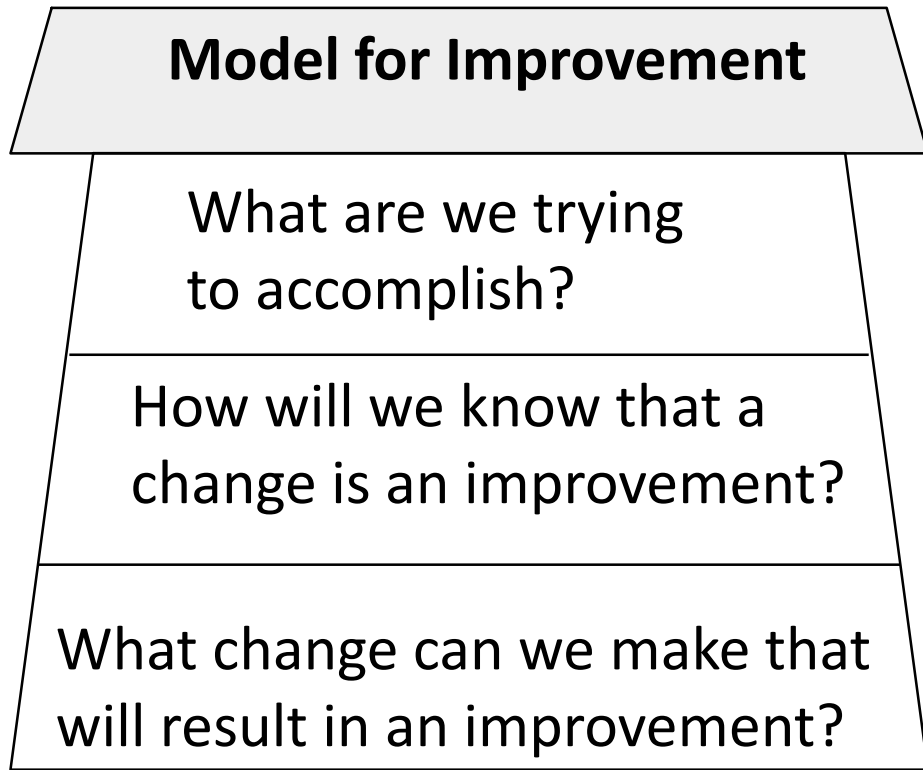 Model for Improvement
What are we trying
to accomplish?
How will we know that a
change is an improvement?
What change can we make that
will result in an improvement?